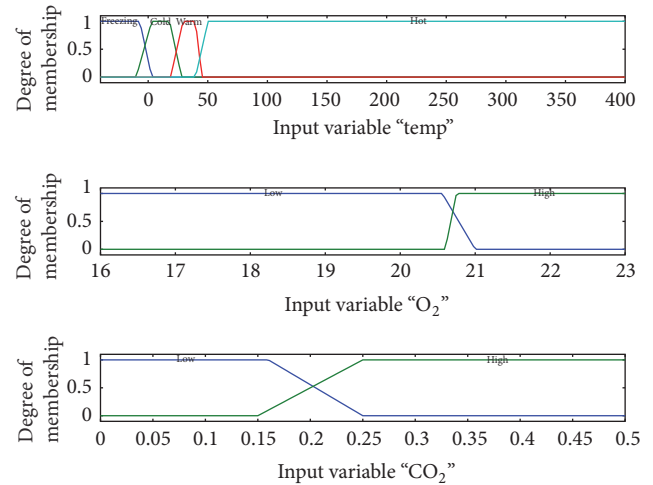 Degree of
membership
1
0.5
0
Freezing Cold Warm Hot
0 50 100 150 200 250 300 350 400
Input variable “temp”
Degree of
membership
1
0.5
0
Low High
16 17 18 19 20 21 22 23
Input variable “O₂”
Degree of
membership
1
0.5
0
Low High
0 0.05 0.1 0.15 0.2 0.25 0.3 0.35 0.4 0.45 0.5
Input variable “CO₂”